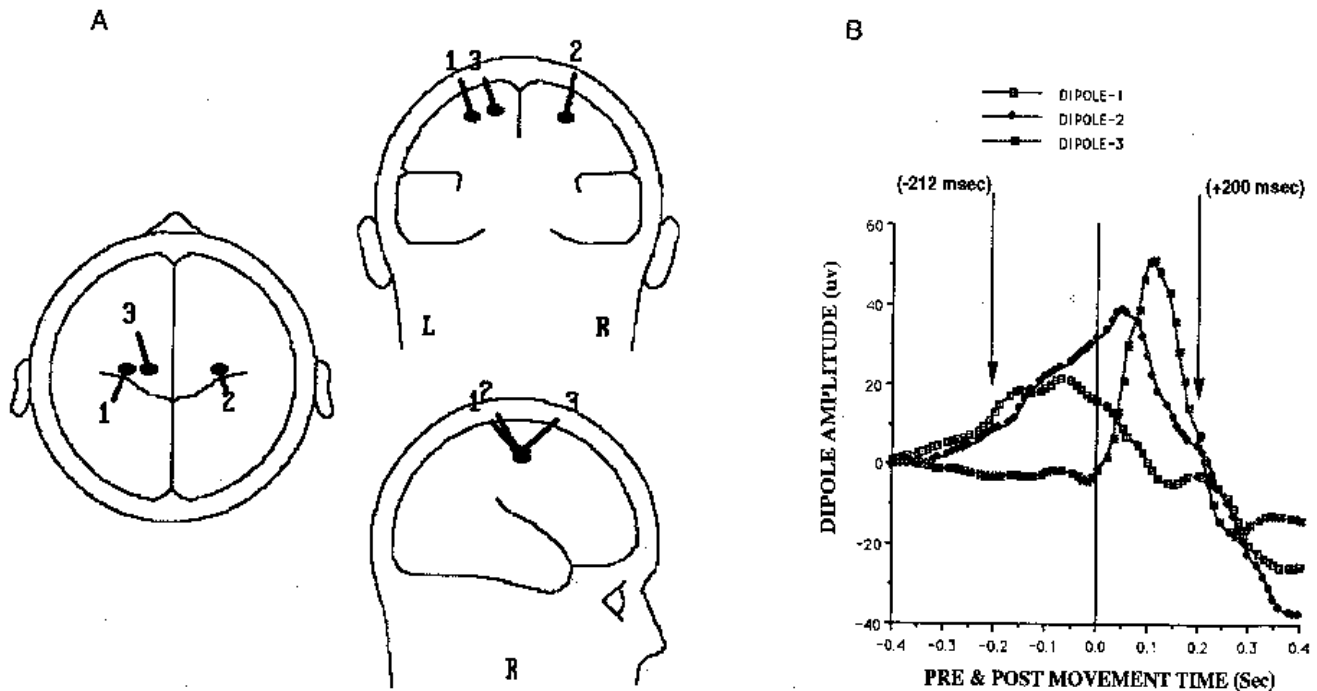 A
1 3 2
L R
3
1 2
1 2 3
R
B
DIPOLE-1
DIPOLE-2
DIPOLE-3
(-212 msec)
(+200 msec)
60
40
20
0
-20
-40
DIPOLE AMPLITUDE (uv)
-0.4 -0.3 -0.2 -0.1 0.0 0.1 0.2 0.3 0.4
PRE & POST MOVEMENT TIME (Sec)